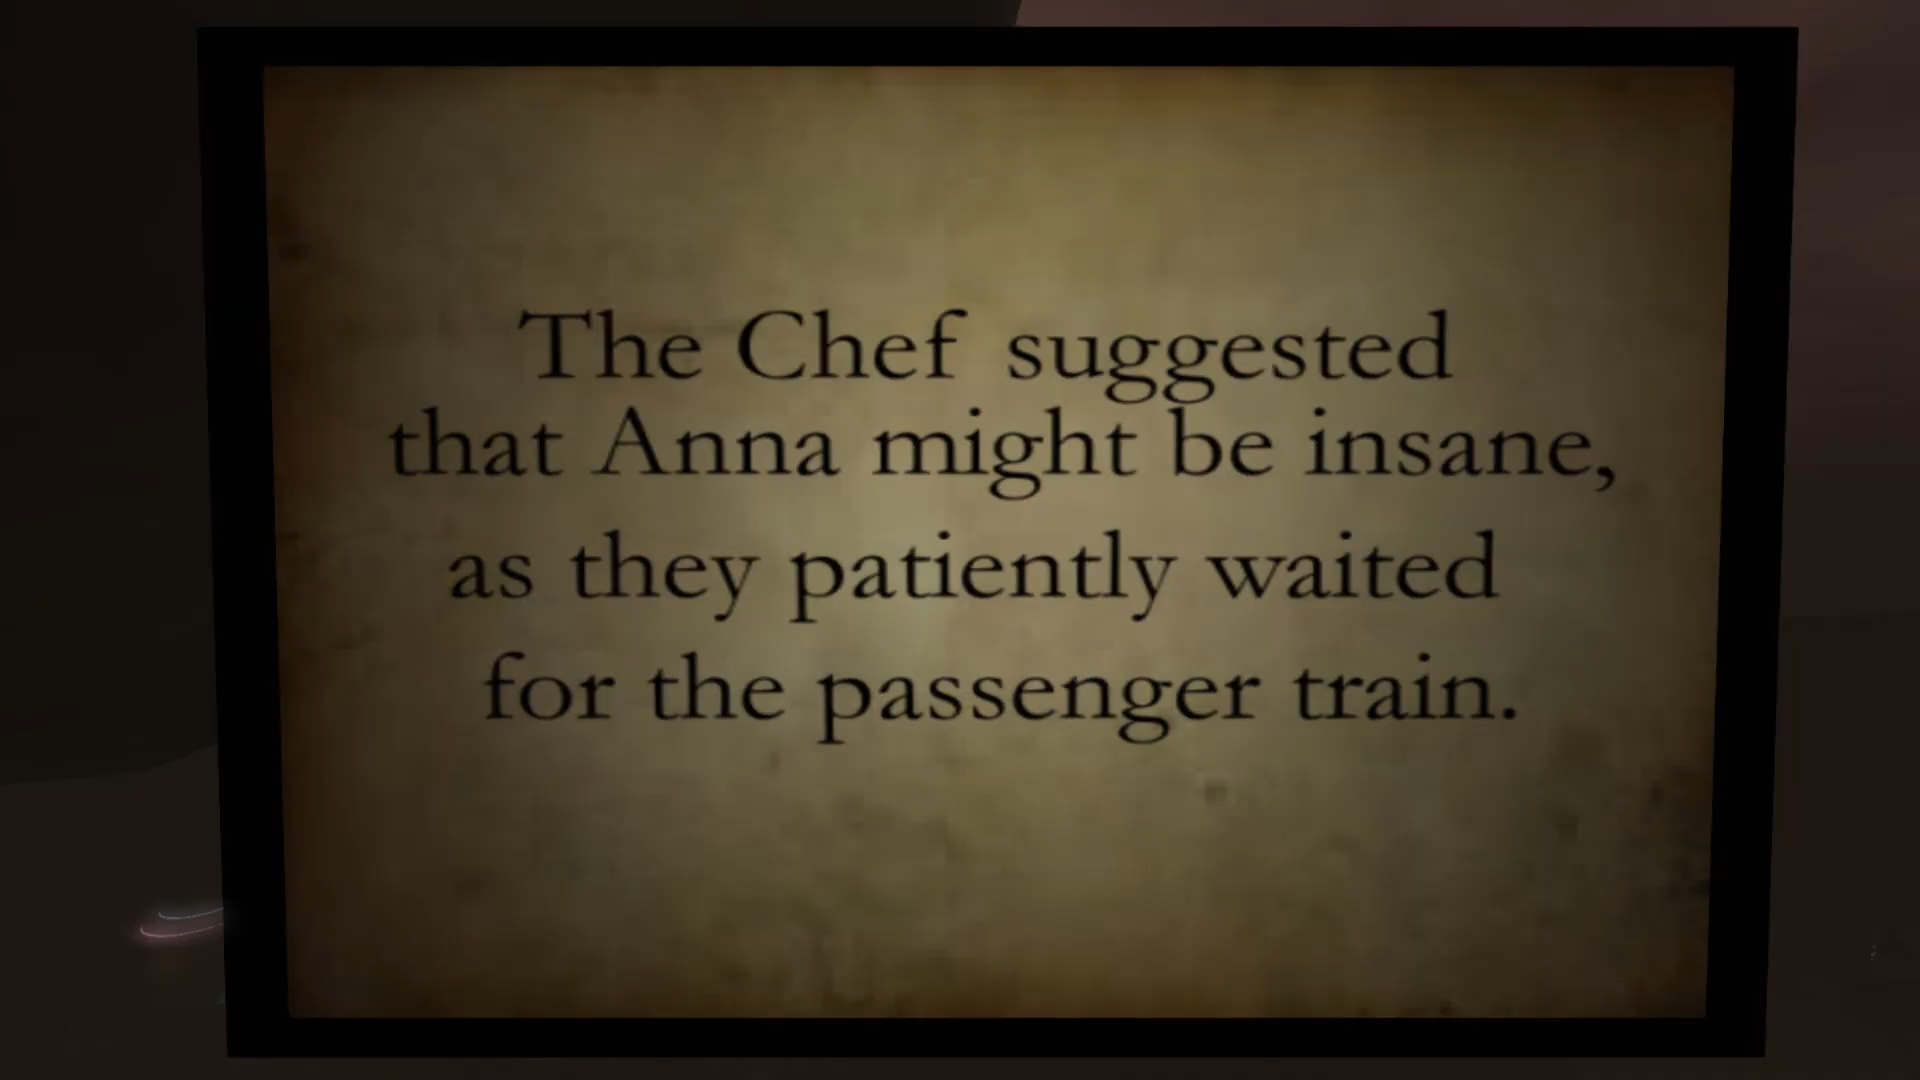 The Chef suggested
that Anna might be insane,
as they patiently waited
for the passenger train.